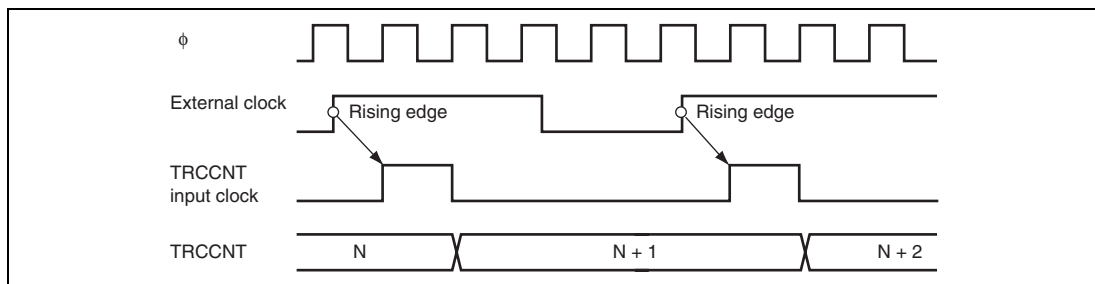 ϕ
External clock
Rising edge
Rising edge
TRCCNT
input clock
TRCCNT
N
N + 1
N + 2